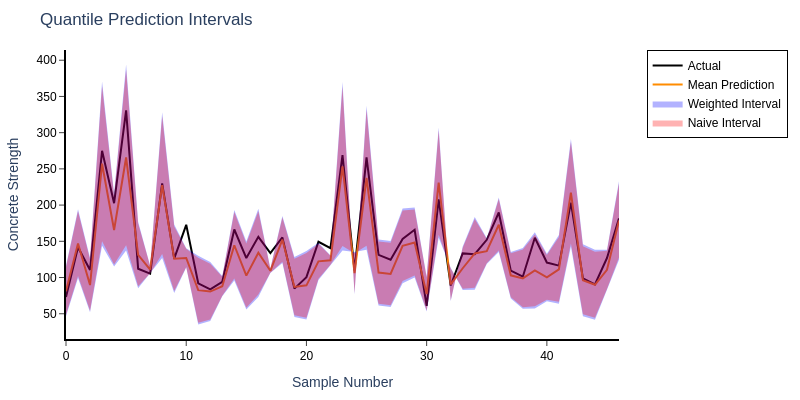 Quantile Prediction Intervals
Actual
Mean Prediction
Weighted Interval
Naive Interval
Concrete Strength
400
350
300
250
200
150
100
50
0
10
20
30
40
Sample Number